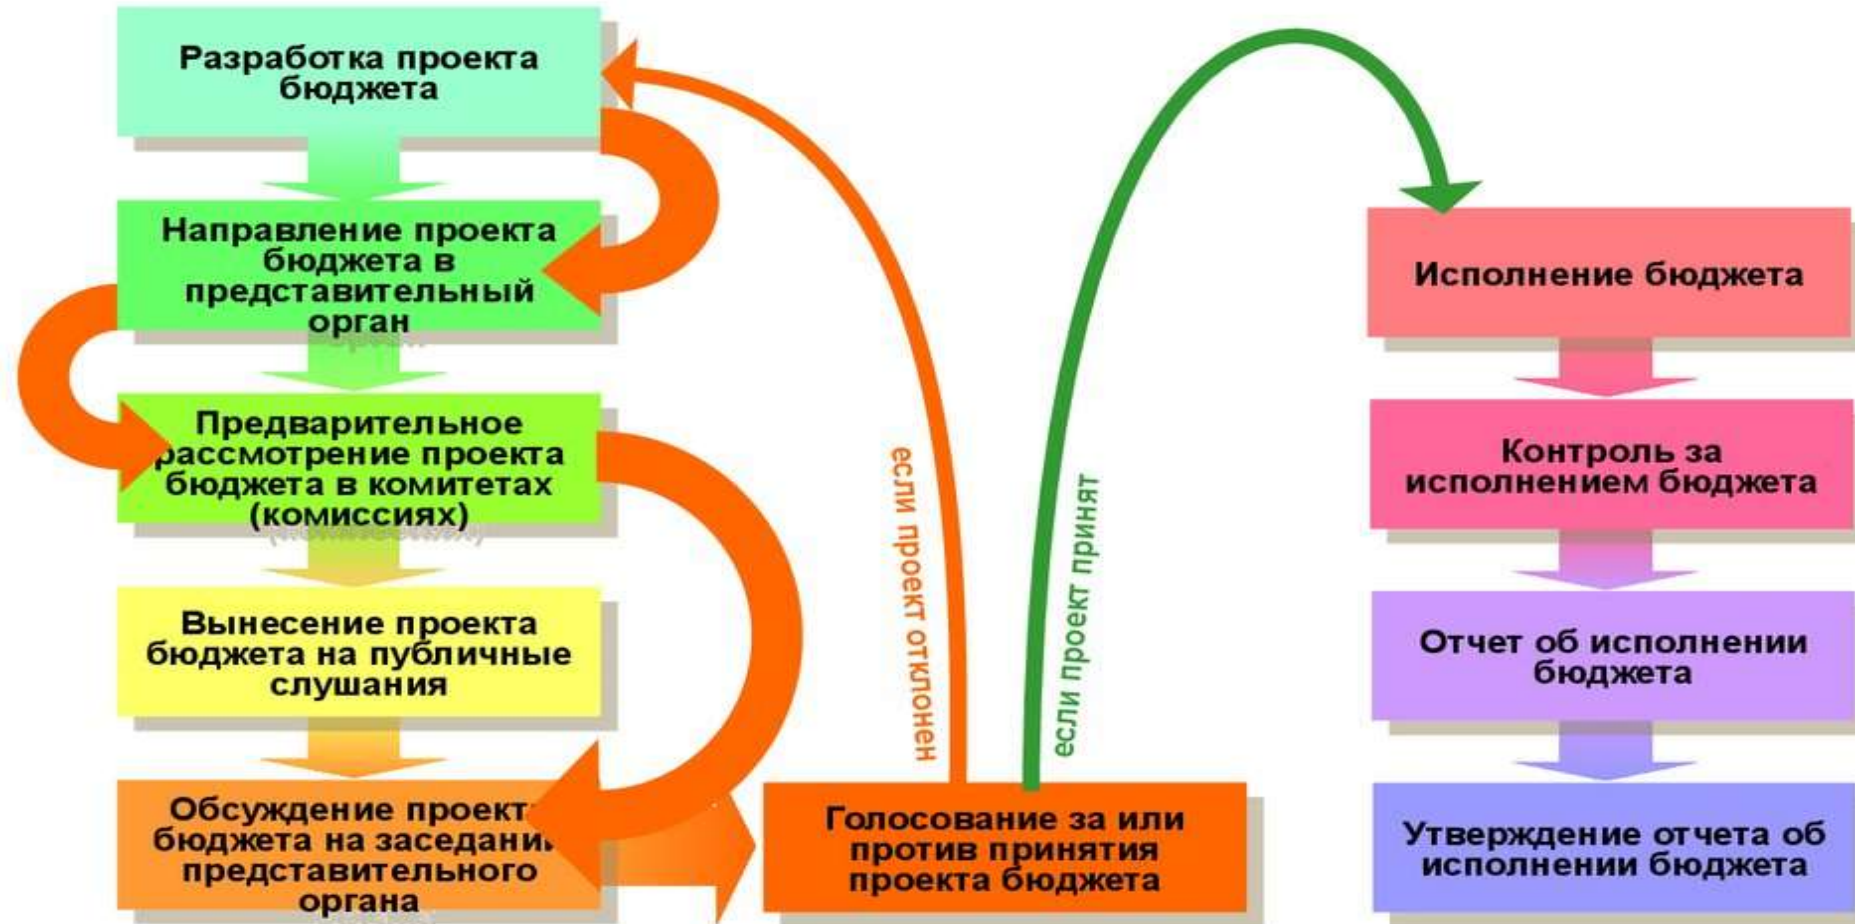 Разработка проекта
бюджета
Направление проекта
бюджета в
представительный
орган
Предварительное
рассмотрение проекта
бюджета в комитетах
(комиссиях)
Вынесение проекта
бюджета на публичные
слушания
Обсуждение проекта
бюджета на заседании
представительного
органа
Голосование за или
против принятия
проекта бюджета
если проект отклонен
если проект принят
Исполнение бюджета
Контроль за
исполнением бюджета
Отчет об исполнении
бюджета
Утверждение отчета об
исполнении бюджета